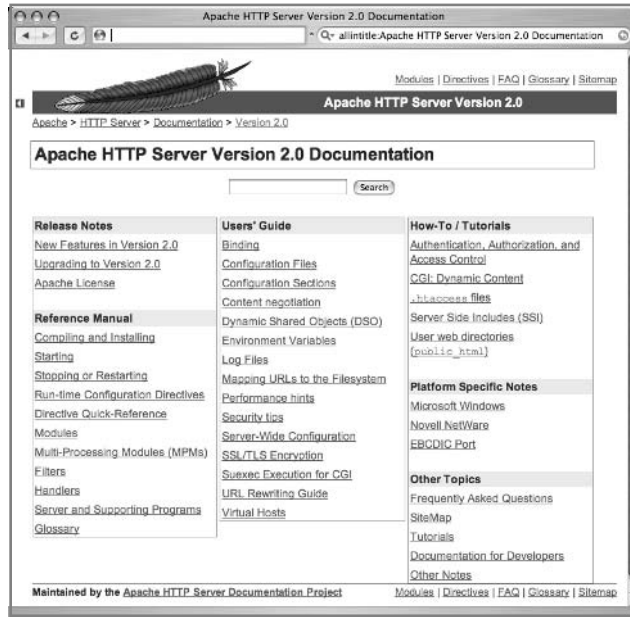 Apache HTTP Server Version 2.0 Documentation
allintitle:Apache HTTP Server Version 2.0 Documentation
Modules | Directives | FAQ | Glossary | Sitemap
Apache HTTP Server Version 2.0
Apache > HTTP Server > Documentation > Version 2.0
Apache HTTP Server Version 2.0 Documentation
Search
Release Notes
New Features in Version 2.0
Upgrading to Version 2.0
Apache License
Reference Manual
Compiling and Installing
Starting
Stopping or Restarting
Run-time Configuration Directives
Directive Quick-Reference
Modules
Multi-Processing Modules (MPMs)
Filters
Handlers
Server and Supporting Programs
Glossary
Users' Guide
Binding
Configuration Files
Configuration Sections
Content negotiation
Dynamic Shared Objects (DSO)
Environment Variables
Log Files
Mapping URLs to the Filesystem
Performance hints
Security tips
Server-Wide Configuration
SSL/TLS Encryption
Suexec Execution for CGI
URL Rewriting Guide
Virtual Hosts
How-To / Tutorials
Authentication, Authorization, and
Access Control
CGI: Dynamic Content
.htaccess files
Server Side Includes (SSI)
User web directories
(public_html)
Platform Specific Notes
Microsoft Windows
Novell NetWare
EBCDIC Port
Other Topics
Frequently Asked Questions
SiteMap
Tutorials
Documentation for Developers
Other Notes
Maintained by the Apache HTTP Server Documentation Project
Modules | Directives | FAQ | Glossary | Sitemap